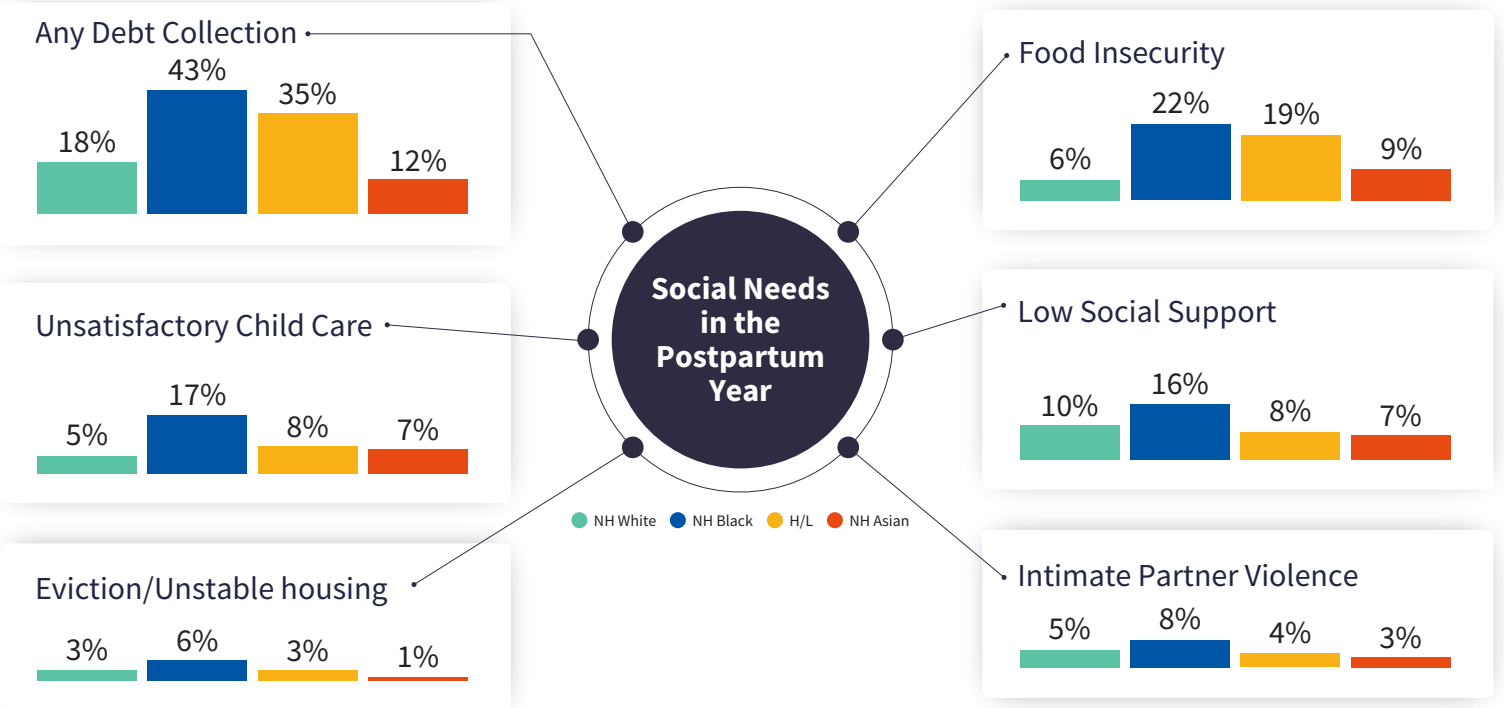 Any Debt Collection
18%
43%
35%
12%
Unsatisfactory Child Care
5%
17%
8%
7%
Eviction/Unstable housing
3%
6%
3%
1%
Social Needs
in the
Postpartum
Year
NH White NH Black H/L NH Asian
Food Insecurity
6%
22%
19%
9%
Low Social Support
10%
16%
8%
7%
Intimate Partner Violence
5%
8%
4%
3%